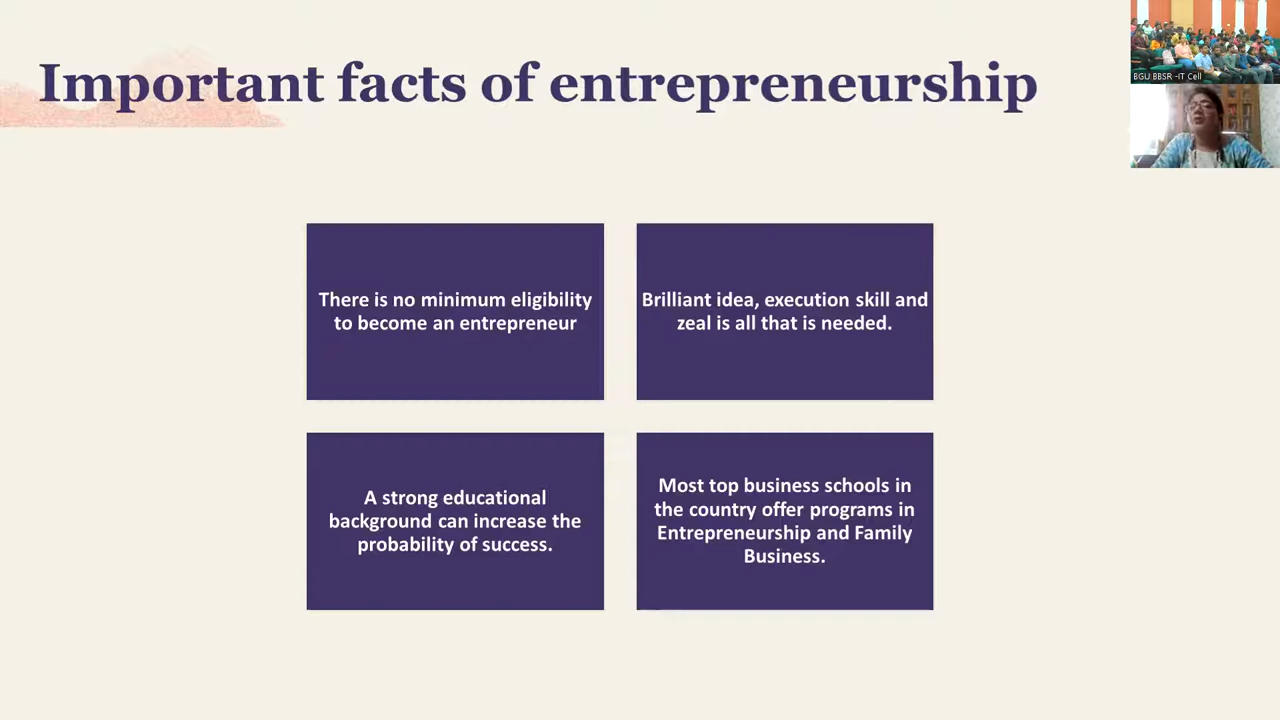 Important facts of entrepreneurship
BGU BBSR -IT Cell
There is no minimum eligibility
to become an entrepreneur
Brilliant idea, execution skill and
zeal is all that is needed.
A strong educational
background can increase the
probability of success.
Most top business schools in
the country offer programs in
Entrepreneurship and Family
Business.